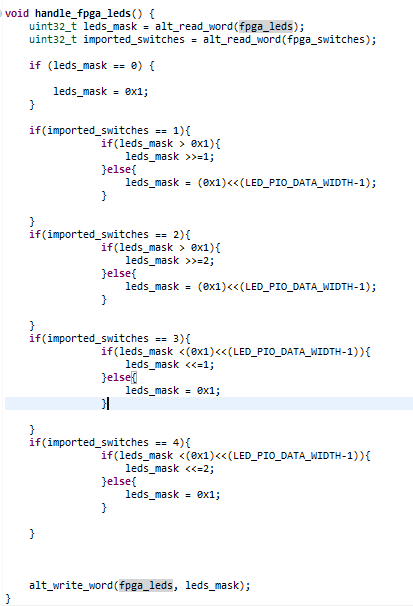 void handle_fpga_leds() {
    uint32_t leds_mask = alt_read_word(fpga_leds);
    uint32_t imported_switches = alt_read_word(fpga_switches);

    if (leds_mask == 0) {

        leds_mask = 0x1;
    }

    if(imported_switches == 1){
                if(leds_mask > 0x1){
                    leds_mask >>=1;
                }else{
                    leds_mask = (0x1)<<(LED_PIO_DATA_WIDTH-1);
                }

    }
    if(imported_switches == 2){
                if(leds_mask > 0x1){
                    leds_mask >>=2;
                }else{
                    leds_mask = (0x1)<<(LED_PIO_DATA_WIDTH-1);
                }

    }
    if(imported_switches == 3){
                if(leds_mask <(0x1)<<(LED_PIO_DATA_WIDTH-1)){
                    leds_mask <<=1;
                }else{
                    leds_mask = 0x1;
                }

    }
    if(imported_switches == 4){
                if(leds_mask <(0x1)<<(LED_PIO_DATA_WIDTH-1)){
                    leds_mask <<=2;
                }else{
                    leds_mask = 0x1;
                }

    }

    alt_write_word(fpga_leds, leds_mask);
}